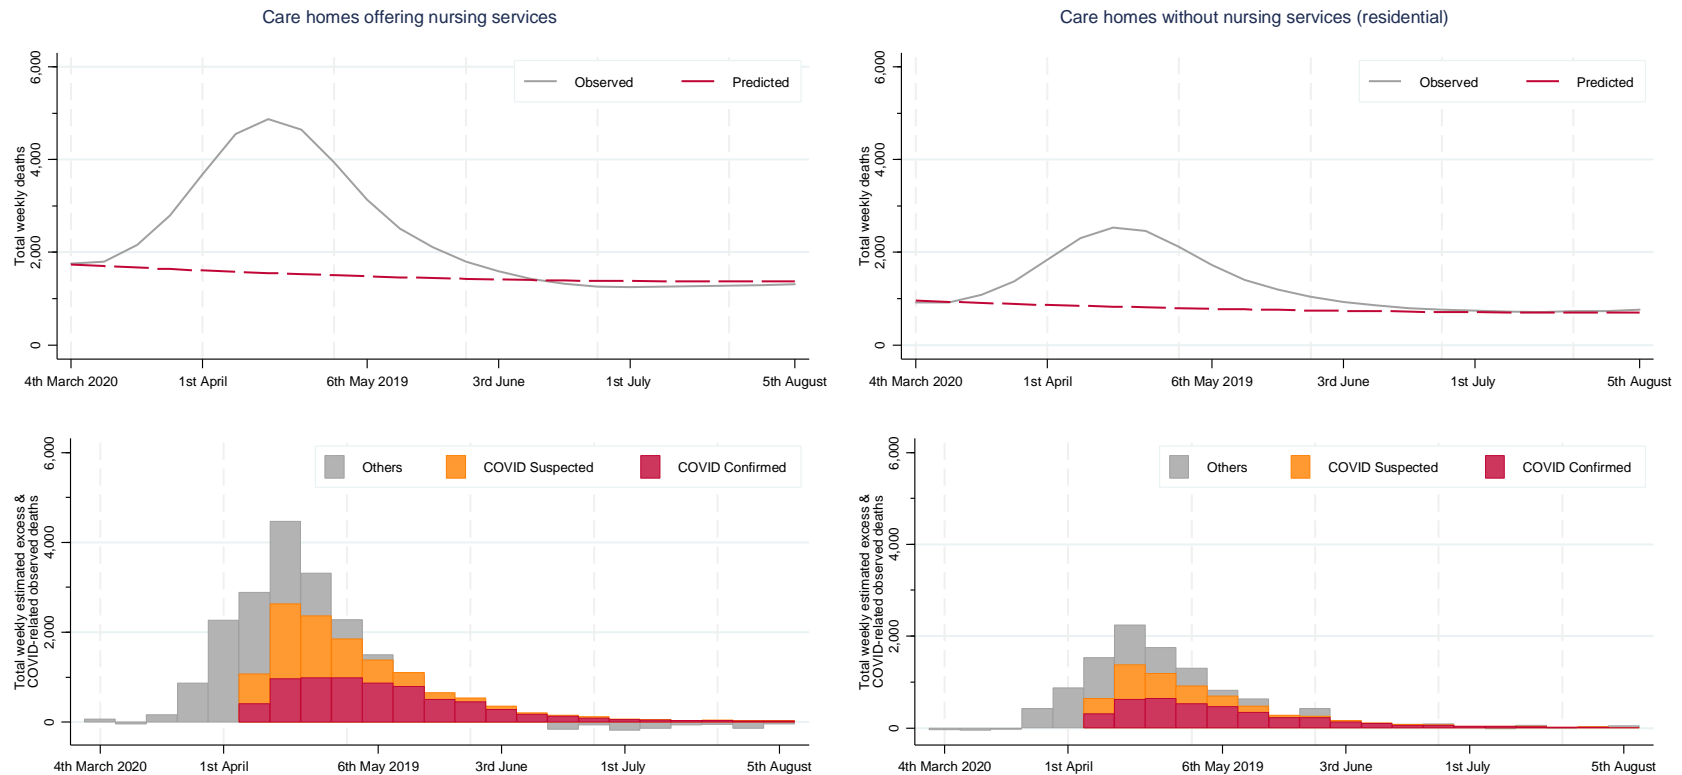 Care homes offering nursing services
Care homes without nursing services (residential)
Total weekly deaths
6,000
4,000
2,000
0
Observed
Predicted
4th March 2020
1st April
6th May 2019
3rd June
1st July
5th August
Total weekly deaths
6,000
4,000
2,000
0
Observed
Predicted
4th March 2020
1st April
6th May 2019
3rd June
1st July
5th August
Total weekly estimated excess &
COVID-related observed deaths
6,000
4,000
2,000
0
Others
COVID Suspected
COVID Confirmed
4th March 2020
1st April
6th May 2019
3rd June
1st July
5th August
Total weekly estimated excess &
COVID-related observed deaths
6,000
4,000
2,000
0
Others
COVID Suspected
COVID Confirmed
4th March 2020
1st April
6th May 2019
3rd June
1st July
5th August